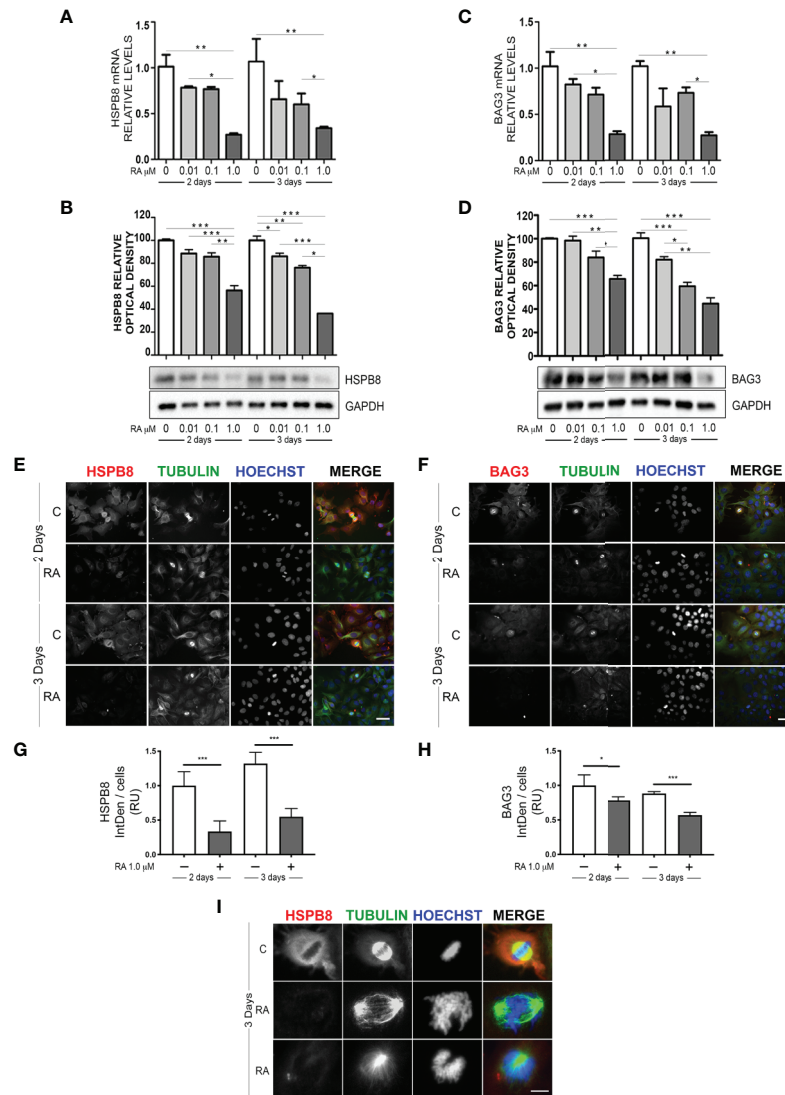 A
HSPB8 mRNA
RELATIVE LEVELS
1.5
1.0
0.5
0.0
** **
* *
RA µM 0 0.01 0.1 1.0 0 0.01 0.1 1.0
2 days 3 days
C
BAG3 mRNA
RELATIVE LEVELS
1.5
1.0
0.5
0.0
** **
* *
RA µM 0 0.01 0.1 1.0 0 0.01 0.1 1.0
2 days 3 days
B
HSPB8 RELATIVE
OPTICAL DENSITY
120
100
80
60
40
20
0
*** ***
*** **
** *
***
*
HSPB8
GAPDH
RA µM 0 0.01 0.1 1.0 0 0.01 0.1 1.0
2 days 3 days
D
BAG3 RELATIVE
OPTICAL DENSITY
120
100
80
60
40
20
0
*** ***
** ***
*
**
BAG3
GAPDH
RA µM 0 0.01 0.1 1.0 0 0.01 0.1 1.0
2 days 3 days
E
HSPB8 TUBULIN HOECHST MERGE
2 Days
C
RA
3 Days
C
RA
F
BAG3 TUBULIN HOECHST MERGE
2 Days
C
RA
3 Days
C
RA
G
HSPB8
IntDen / cells
(RU)
1.5
1.0
0.5
0.0
*** ***
RA 1.0 µM − + − +
2 days 3 days
H
BAG3
IntDen / cells
(RU)
1.5
1.0
0.5
0.0
* ***
RA 1.0 µM − + − +
2 days 3 days
I
HSPB8 TUBULIN HOECHST MERGE
3 Days
C
RA
RA